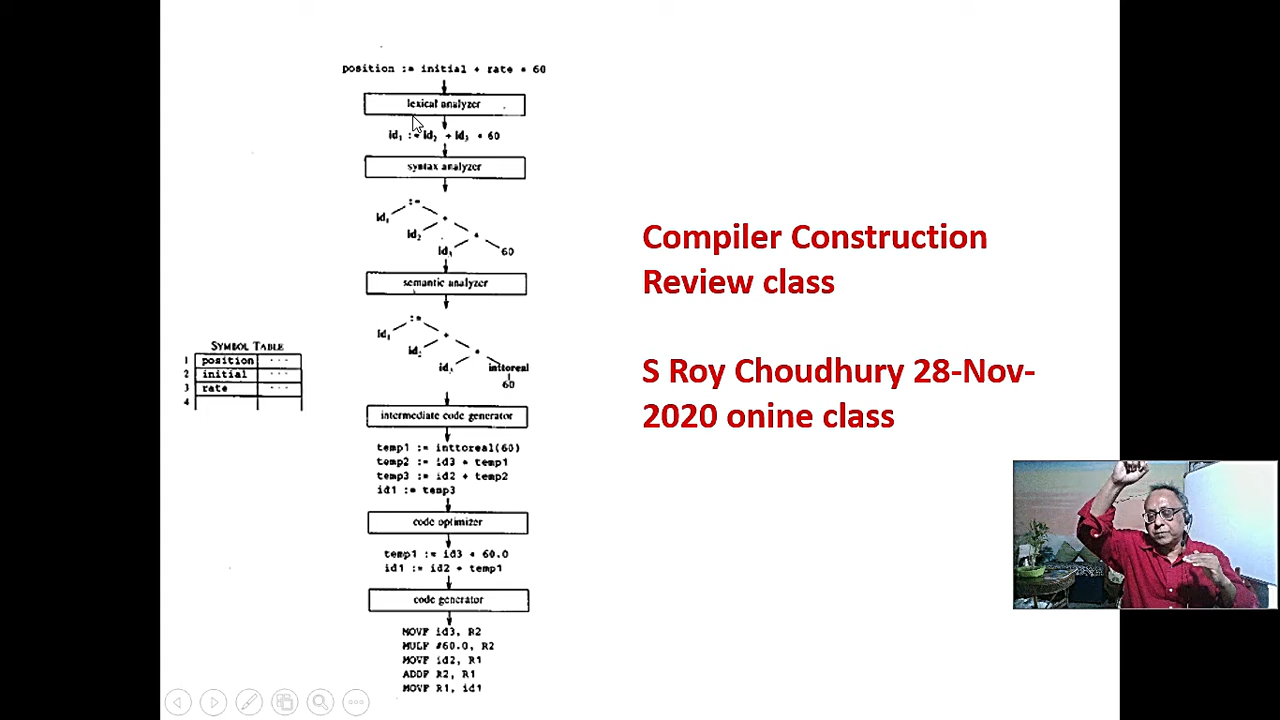 position := initial + rate * 60
lexical analyzer
id1 := id2 + id3 * 60
syntax analyzer
:=
id1
+
id2
*
id3
60
semantic analyzer
:=
id1
+
id2
*
id3
inttoreal
60
SYMBOL TABLE
1 position ...
2 initial ...
3 rate ...
4
intermediate code generator
temp1 := inttoreal(60)
temp2 := id3 * temp1
temp3 := id2 + temp2
id1 := temp3
code optimizer
temp1 := id3 * 60.0
id1 := id2 + temp1
code generator
MOVF id3, R2
MULF #60.0, R2
MOVF id2, R1
ADDF R2, R1
MOVF R1, id1
Compiler Construction
Review class
S Roy Choudhury 28-Nov-
2020 onine class